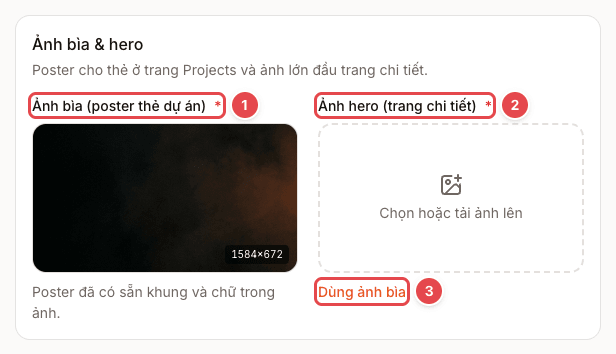 Ảnh bìa & hero
Poster cho thẻ ở trang Projects và ảnh lớn đầu trang chi tiết.
Ảnh bìa (poster thẻ dự án) * 1
Ảnh hero (trang chi tiết) * 2
1584×672
Chọn hoặc tải ảnh lên
Poster đã có sẵn khung và chữ trong
ảnh.
Dùng ảnh bìa 3